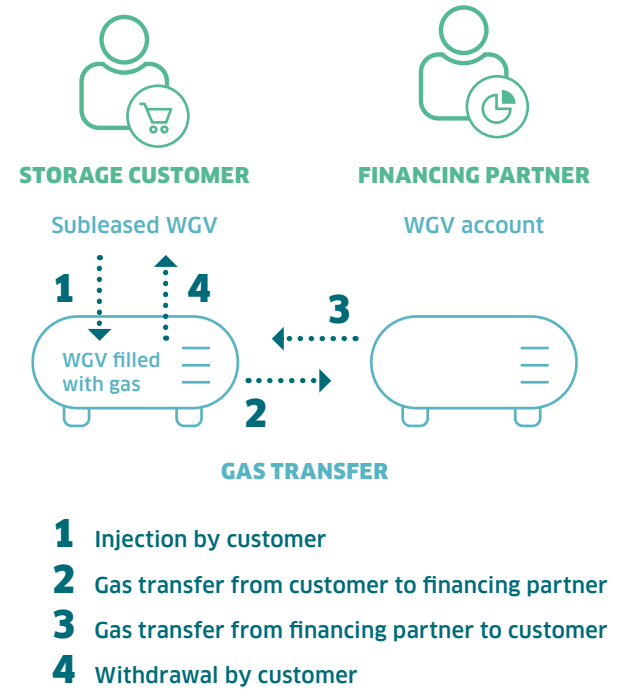 STORAGE CUSTOMER
FINANCING PARTNER
Subleased WGV
WGV account
1
4
3
WGV filled
with gas
2
GAS TRANSFER
1 Injection by customer
2 Gas transfer from customer to financing partner
3 Gas transfer from financing partner to customer
4 Withdrawal by customer